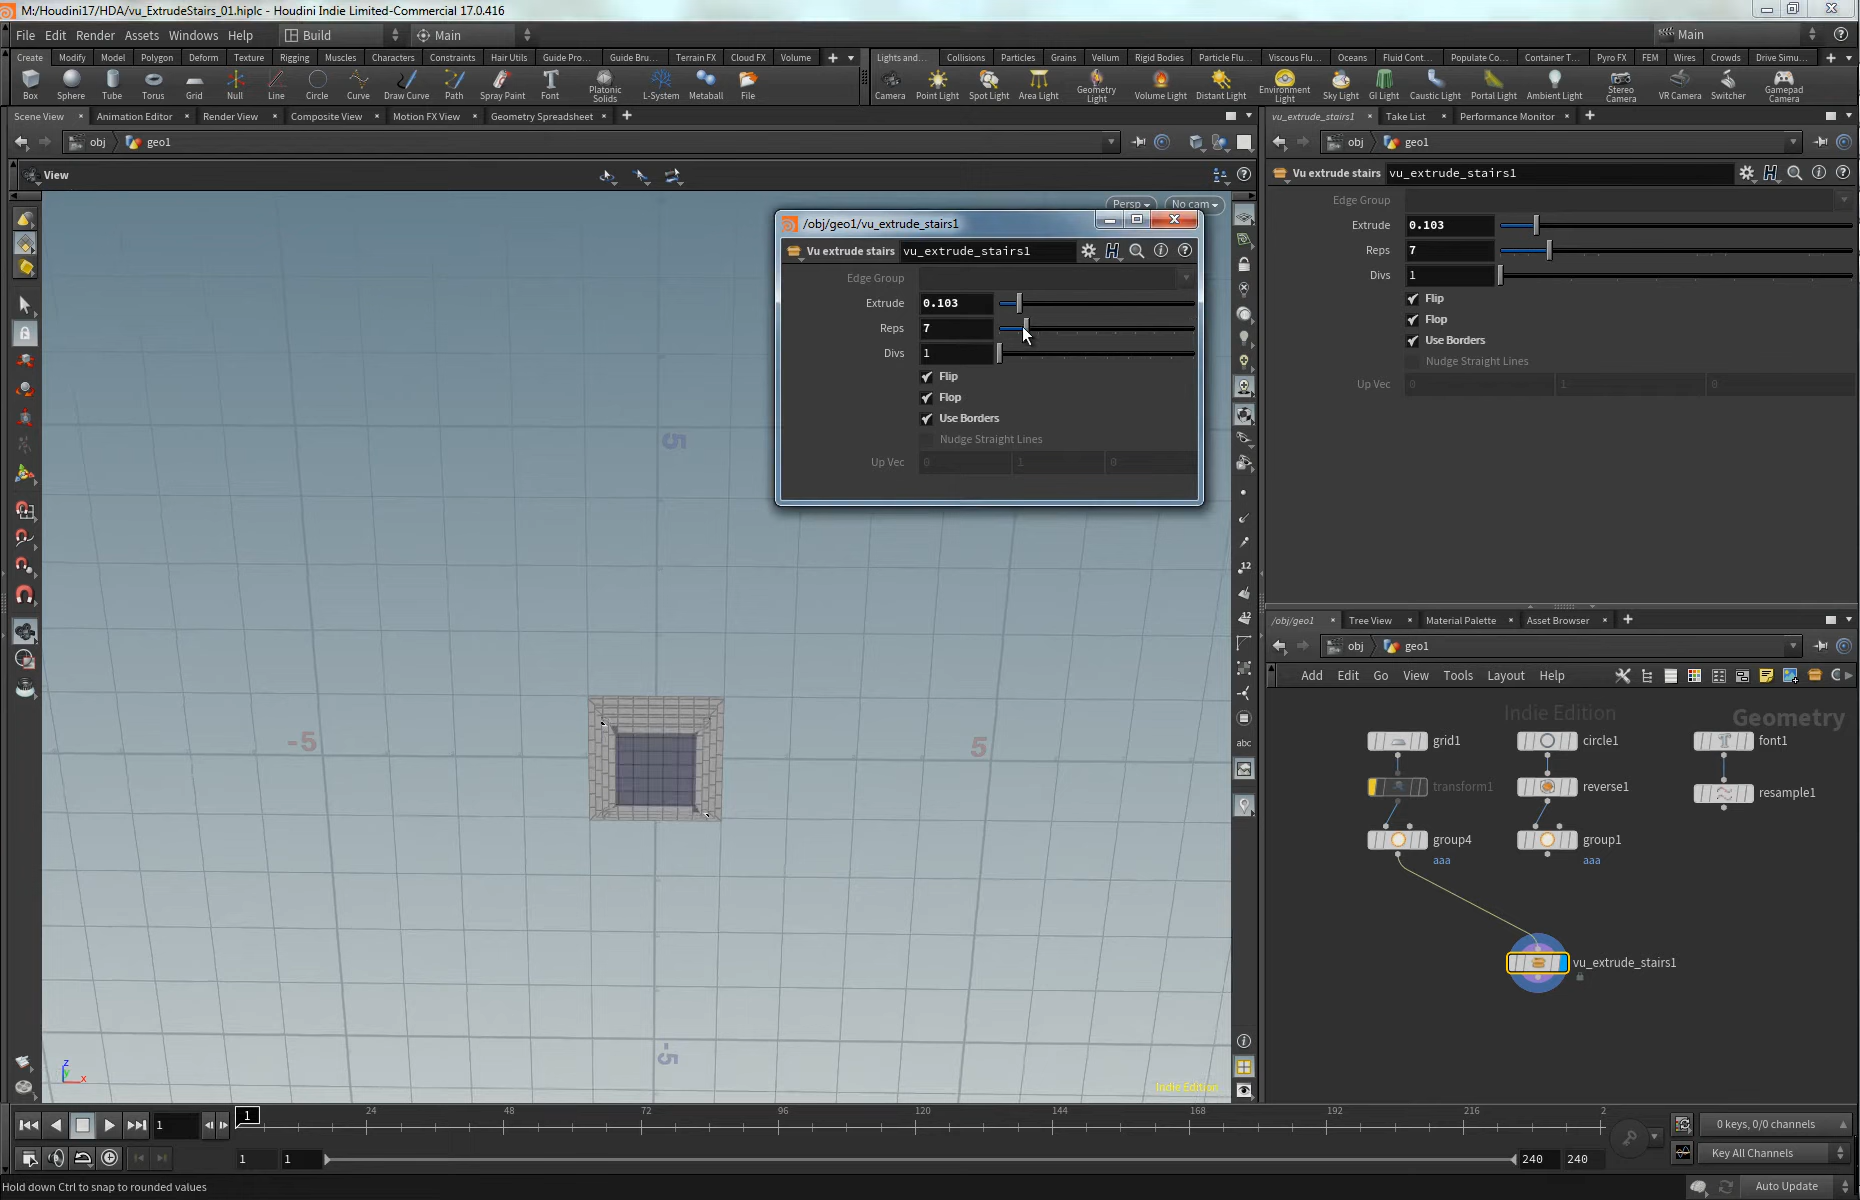 M:/Houdini17/HDA/vu_ExtrudeStairs_01.hiplc - Houdini Indie Limited-Commercial 17.0.416
File Edit Render Assets Windows Help Build Main Main
Create Modify Model Polygon Deform Texture Rigging Muscles Characters Constraints Hair Utils Guide Pro... Guide Bru... Terrain FX Cloud FX Volume
Lights and... Collisions Particles Grains Vellum Rigid Bodies Particle Flu... Viscous Flu... Oceans Fluid Cont... Populate Co... Container T... Pyro FX FEM Wires Crowds Drive Simu...
Box Sphere Tube Torus Grid Null Line Circle Curve Draw Curve Path Spray Paint Font Platonic Solids L-System Metaball File
Camera Point Light Spot Light Area Light Geometry Light Volume Light Distant Light Environment Light Sky Light GI Light Caustic Light Portal Light Ambient Light Stereo Camera VR Camera Switcher Gamepad Camera
Scene View Animation Editor Render View Composite View Motion FX View Geometry Spreadsheet
vu_extrude_stairs1 Take List Performance Monitor
obj geo1
obj geo1
View
Persp No cam
Vu extrude stairs vu_extrude_stairs1
Edge Group
Extrude 0.103
Reps 7
Divs 1
Flip
Flop
Use Borders
Nudge Straight Lines
Up Vec 0 1 0
/obj/geo1/vu_extrude_stairs1
Vu extrude stairs vu_extrude_stairs1
Edge Group
Extrude 0.103
Reps 7
Divs 1
Flip
Flop
Use Borders
Nudge Straight Lines
Up Vec 0 1 0
5
-5
5
-5
12
12
abc
z
y
x
Indie Edition
/obj/geo1 Tree View Material Palette Asset Browser
obj geo1
Add Edit Go View Tools Layout Help
Indie Edition
Geometry
grid1 circle1 font1
transform1 reverse1 resample1
group4 group1
aaa aaa
vu_extrude_stairs1
1 1 24 48 72 96 120 144 168 192 216 2
0 keys, 0/0 channels
1 1 240 240
Key All Channels
Hold down Ctrl to snap to rounded values
Auto Update